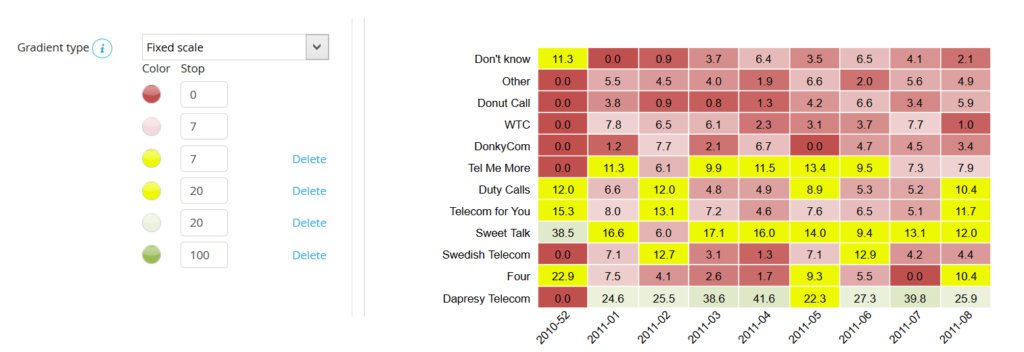 Gradient type i Fixed scale
Color Stop
0
7
7 Delete
20 Delete
20 Delete
100 Delete
Don't know 11.3 0.0 0.9 3.7 6.4 3.5 6.5 4.1 2.1
Other 0.0 5.5 4.5 4.0 1.9 6.6 2.0 5.6 4.9
Donut Call 0.0 3.8 0.9 0.8 1.3 4.2 6.6 3.4 5.9
WTC 0.0 7.8 6.5 6.1 2.3 3.1 3.7 7.7 1.0
DonkyCom 0.0 1.2 7.7 2.1 6.7 0.0 4.7 4.5 3.4
Tel Me More 0.0 11.3 6.1 9.9 11.5 13.4 9.5 7.3 7.9
Duty Calls 12.0 6.6 12.0 4.8 4.9 8.9 5.3 5.2 10.4
Telecom for You 15.3 8.0 13.1 7.2 4.6 7.6 6.5 5.1 11.7
Sweet Talk 38.5 16.6 6.0 17.1 16.0 14.0 9.4 13.1 12.0
Swedish Telecom 0.0 7.1 12.7 3.1 1.3 7.1 12.9 4.2 4.4
Four 22.9 7.5 4.1 2.6 1.7 9.3 5.5 0.0 10.4
Dapresy Telecom 0.0 24.6 25.5 38.6 41.6 22.3 27.3 39.8 25.9
2010-52 2011-01 2011-02 2011-03 2011-04 2011-05 2011-06 2011-07 2011-08